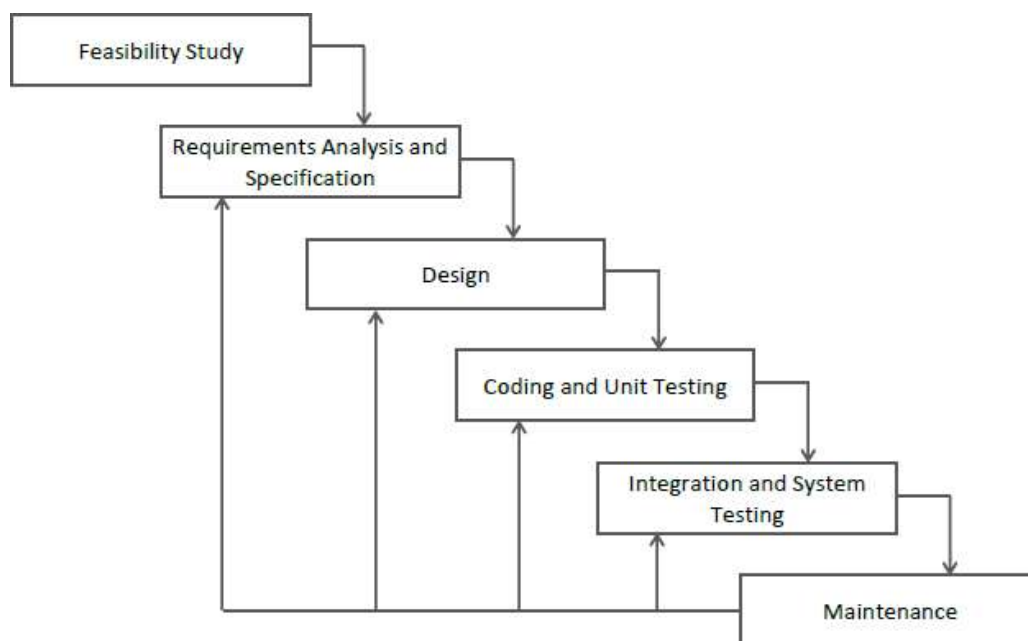 Feasibility Study
Requirements Analysis and
Specification
Design
Coding and Unit Testing
Integration and System
Testing
Maintenance